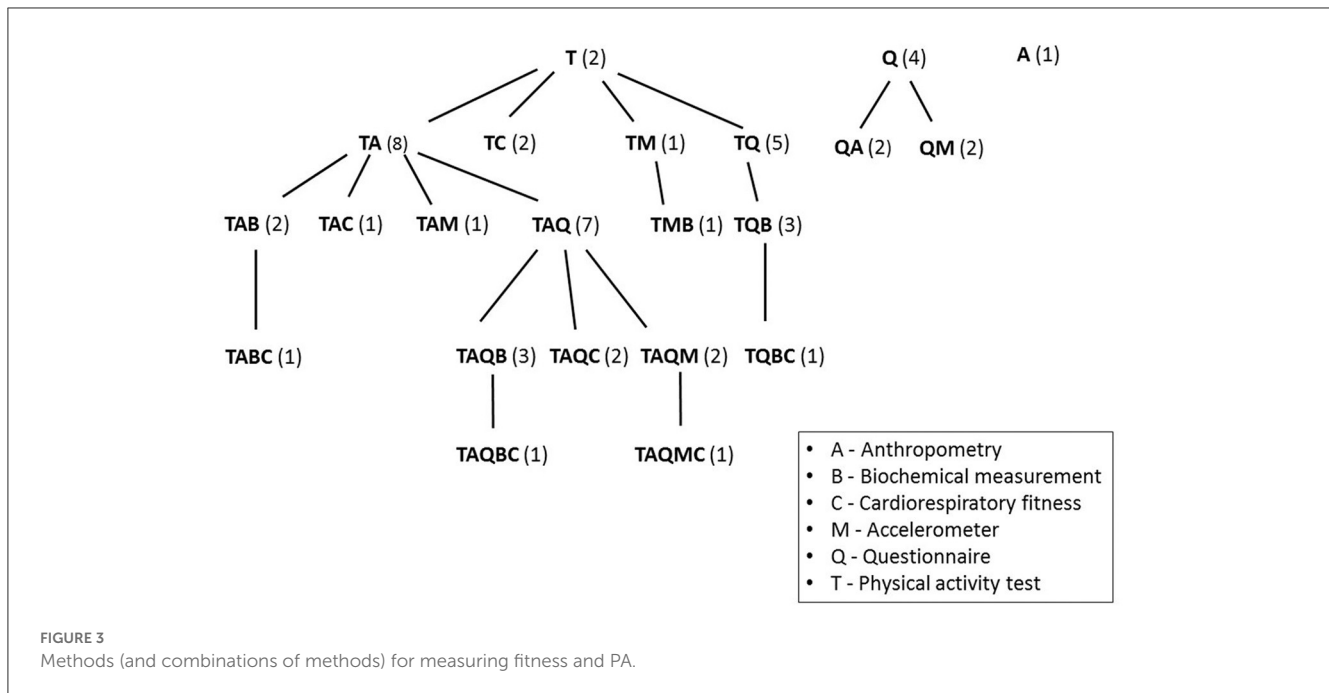 T (2) Q (4) A (1)
TA (8) TC (2) TM (1) TQ (5) QA (2) QM (2)
TAB (2) TAC (1) TAM (1) TAQ (7) TMB (1) TQB (3)
TABC (1) TAQB (3) TAQC (2) TAQM (2) TQBC (1)
TAQBC (1) TAQMC (1)
• A - Anthropometry
• B - Biochemical measurement
• C - Cardiorespiratory fitness
• M - Accelerometer
• Q - Questionnaire
• T - Physical activity test
FIGURE 3
Methods (and combinations of methods) for measuring fitness and PA.